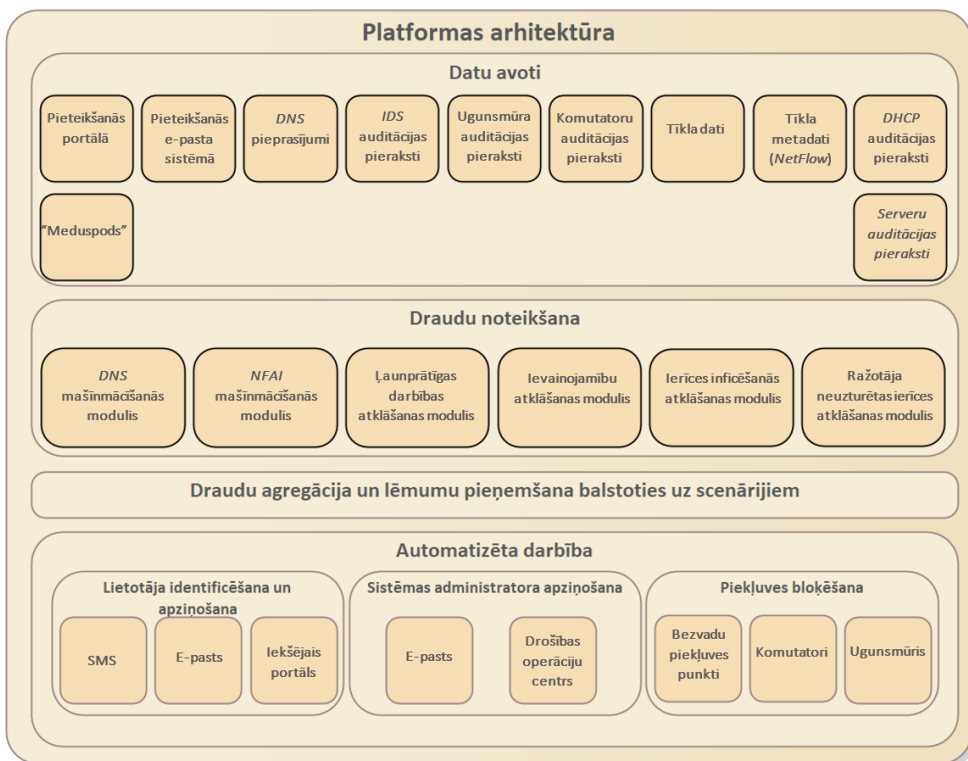 Platformas arhitektūra
Datu avoti
Pieteikšanās
portālā
Pieteikšanās
e-pasta
sistēmā
DNS
pieprasījumi
IDS
auditācijas
pieraksti
Ugunsmūra
auditācijas
pieraksti
Komutatoru
auditācijas
pieraksti
Tīkla dati
Tīkla
metadati
(NetFlow)
DHCP
auditācijas
pieraksti
“Meduspods”
Serveru
auditācijas
pieraksti
Draudu noteikšana
DNS
mašīnmācīšanās
modulis
NFAI
mašīnmācīšanās
modulis
Ļaunprātīgas
darbības
atklāšanas modulis
Ievainojamību
atklāšanas modulis
Ierīces inficēšanās
atklāšanas modulis
Ražotāja
neuzturētas ierīces
atklāšanas modulis
Draudu agregācija un lēmumu pieņemšana balstoties uz scenārijiem
Automatizēta darbība
Lietotāja identificēšana un
apziņošana
SMS
E-pasts
Iekšējais
portāls
Sistēmas administratora apziņošana
E-pasts
Drošības
operāciju
centrs
Piekļuves bloķēšana
Bezvadu
piekļuves
punkti
Komutatori
Ugunsmūris